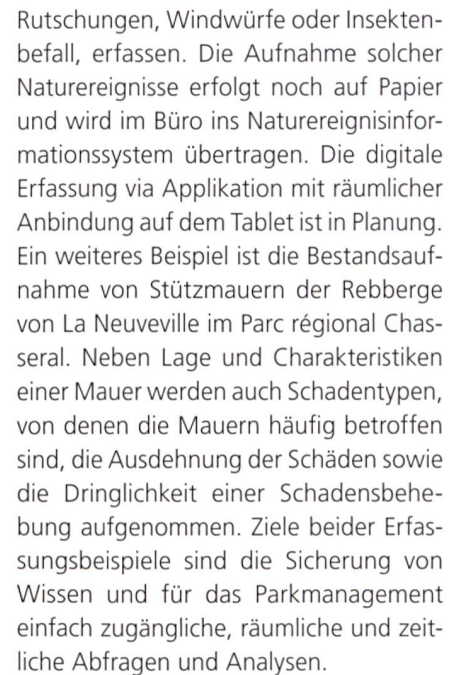 Rutschungen, Windwürfe oder Insekten-
befall, erfassen. Die Aufnahme solcher
Naturereignisse erfolgt noch auf Papier
und wird im Büro ins Naturereignisinfor-
mationssystem übertragen. Die digitale
Erfassung via Applikation mit räumlicher
Anbindung auf dem Tablet ist in Planung.
Ein weiteres Beispiel ist die Bestandsauf-
nahme von Stützmauern der Rebberge
von La Neuveville im Parc régional Chas-
seral. Neben Lage und Charakteristiken
einer Mauer werden auch Schadentypen,
von denen die Mauern häufig betroffen
sind, die Ausdehnung der Schäden sowie
die Dringlichkeit einer Schadensbehe-
bung aufgenommen. Ziele beider Erfas-
sungsbeispiele sind die Sicherung von
Wissen und für das Parkmanagement
einfach zugängliche, räumliche und zeit-
liche Abfragen und Analysen.